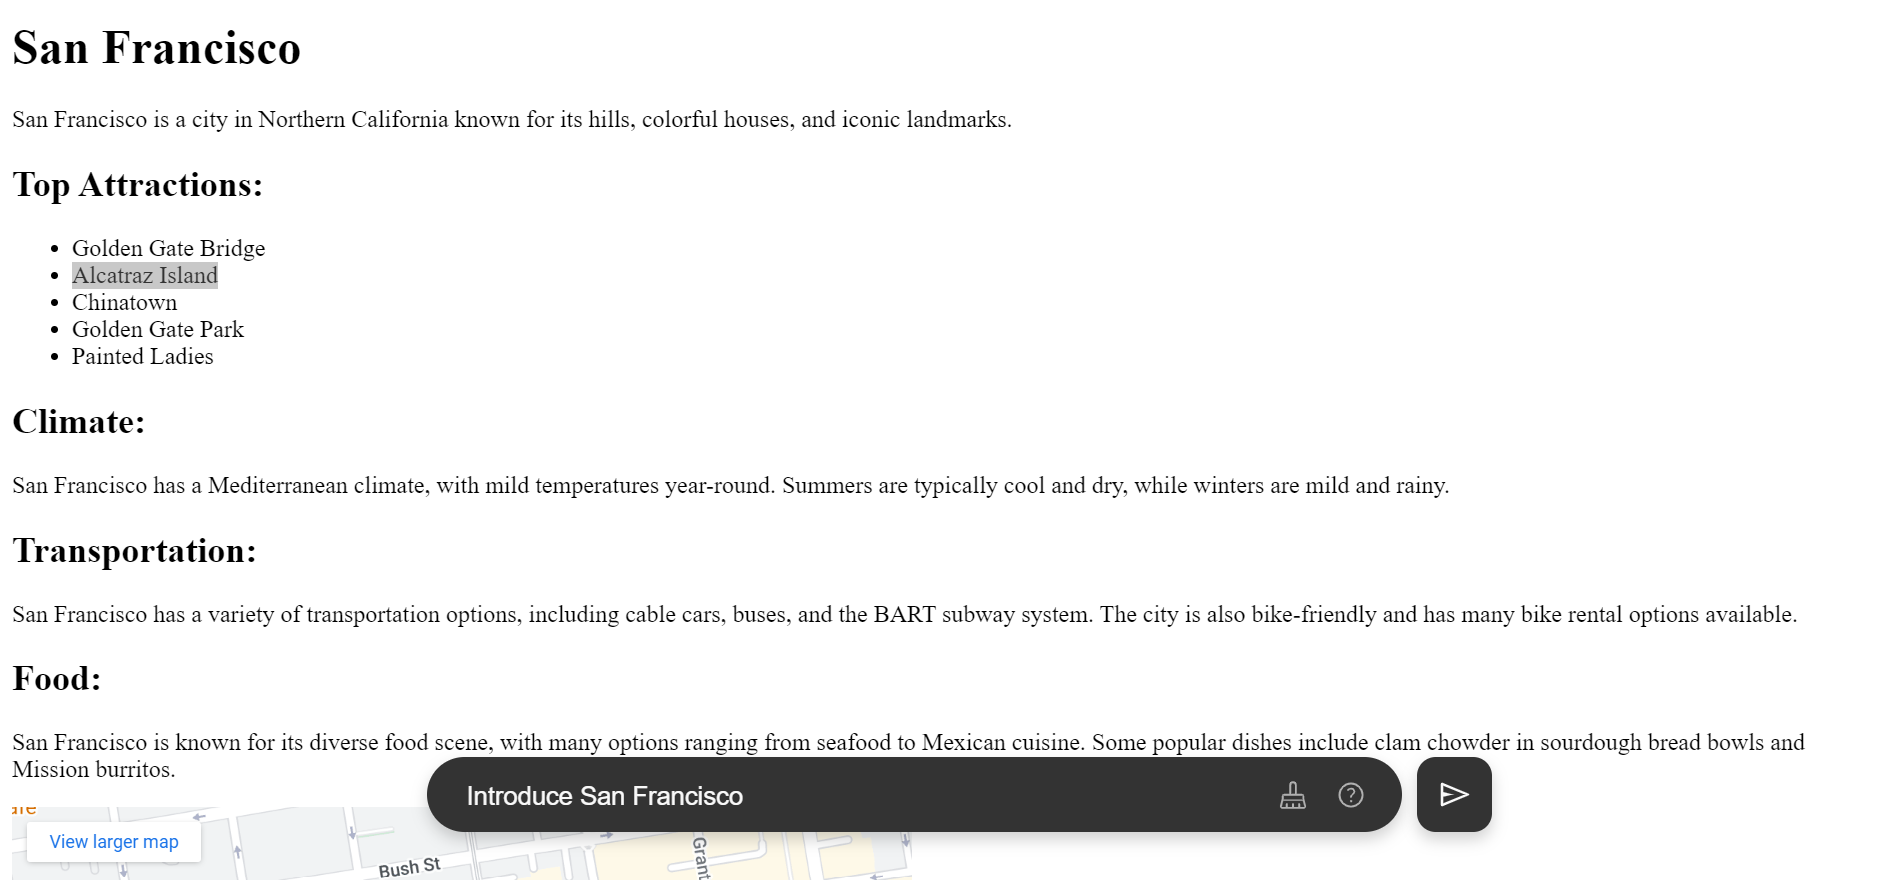 San Francisco
San Francisco is a city in Northern California known for its hills, colorful houses, and iconic landmarks.
Top Attractions:
Golden Gate Bridge
Alcatraz Island
Chinatown
Golden Gate Park
Painted Ladies
Climate:
San Francisco has a Mediterranean climate, with mild temperatures year-round. Summers are typically cool and dry, while winters are mild and rainy.
Transportation:
San Francisco has a variety of transportation options, including cable cars, buses, and the BART subway system. The city is also bike-friendly and has many bike rental options available.
Food:
San Francisco is known for its diverse food scene, with many options ranging from seafood to Mexican cuisine. Some popular dishes include clam chowder in sourdough bread bowls and
Mission burritos.
Introduce San Francisco
View larger map
Bush St
Grant